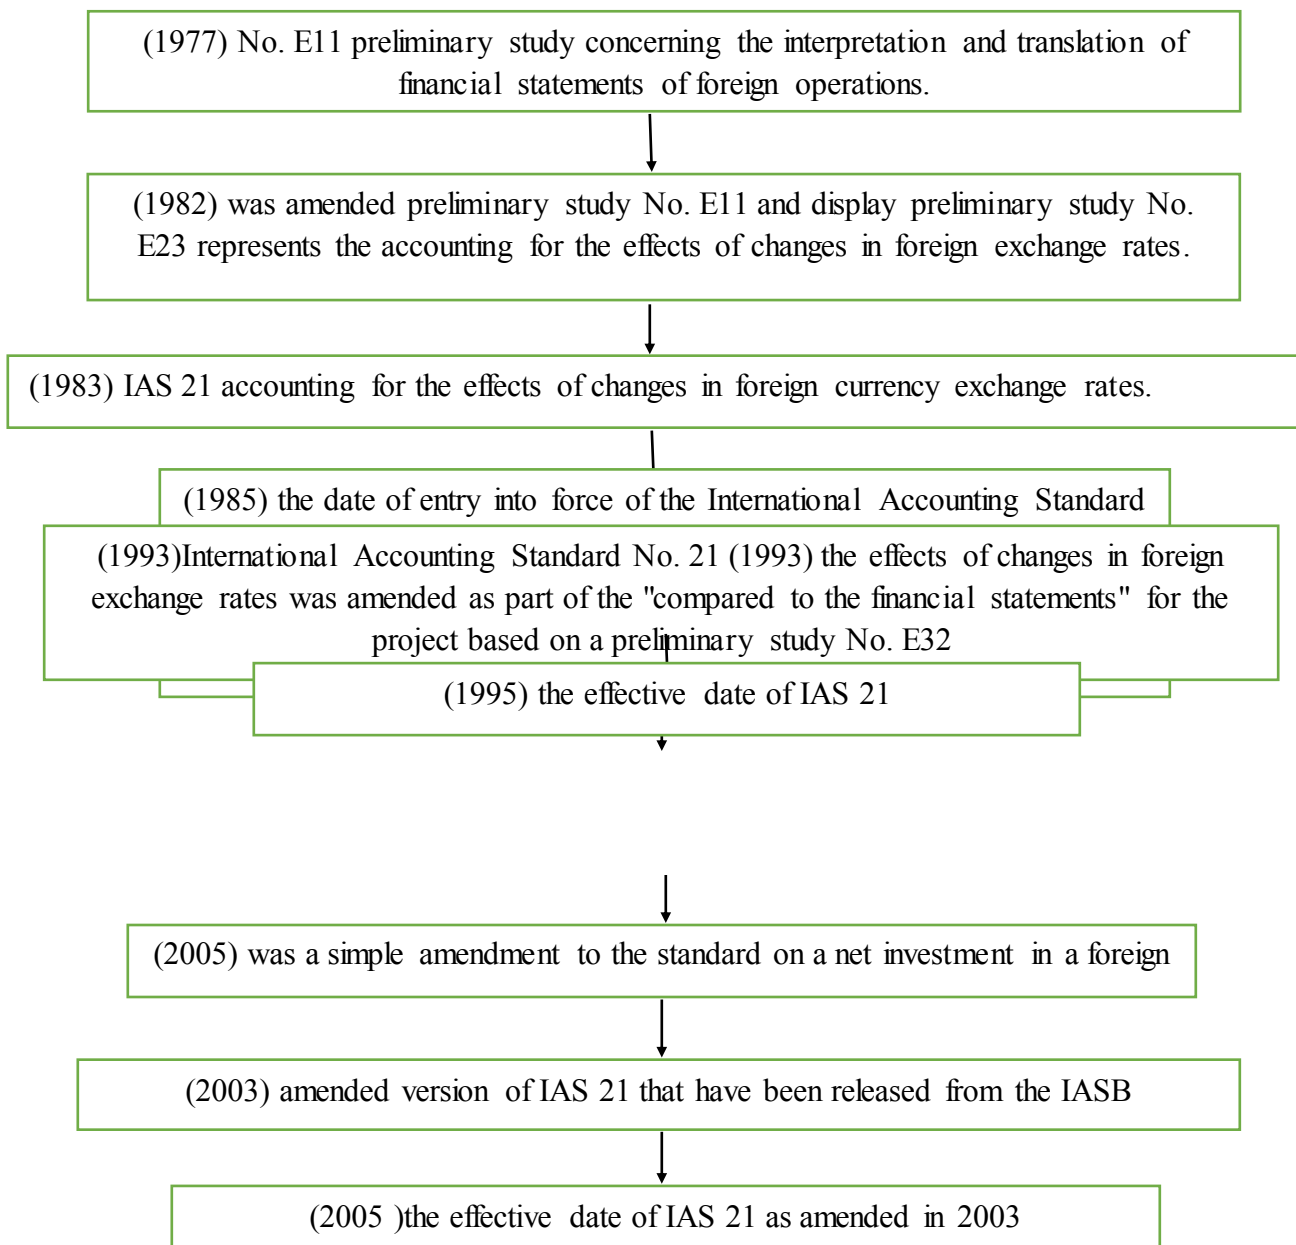 (1977) No. E11 preliminary study concerning the interpretation and translation of
financial statements of foreign operations.
(1982) was amended preliminary study No. E11 and display preliminary study No.
E23 represents the accounting for the effects of changes in foreign exchange rates.
(1983) IAS 21 accounting for the effects of changes in foreign currency exchange rates.
(1985) the date of entry into force of the International Accounting Standard
(1993)International Accounting Standard No. 21 (1993) the effects of changes in foreign
exchange rates was amended as part of the "compared to the financial statements" for the
project based on a preliminary study No. E32
(1995) the effective date of IAS 21
(2005) was a simple amendment to the standard on a net investment in a foreign
(2003) amended version of IAS 21 that have been released from the IASB
(2005 )the effective date of IAS 21 as amended in 2003